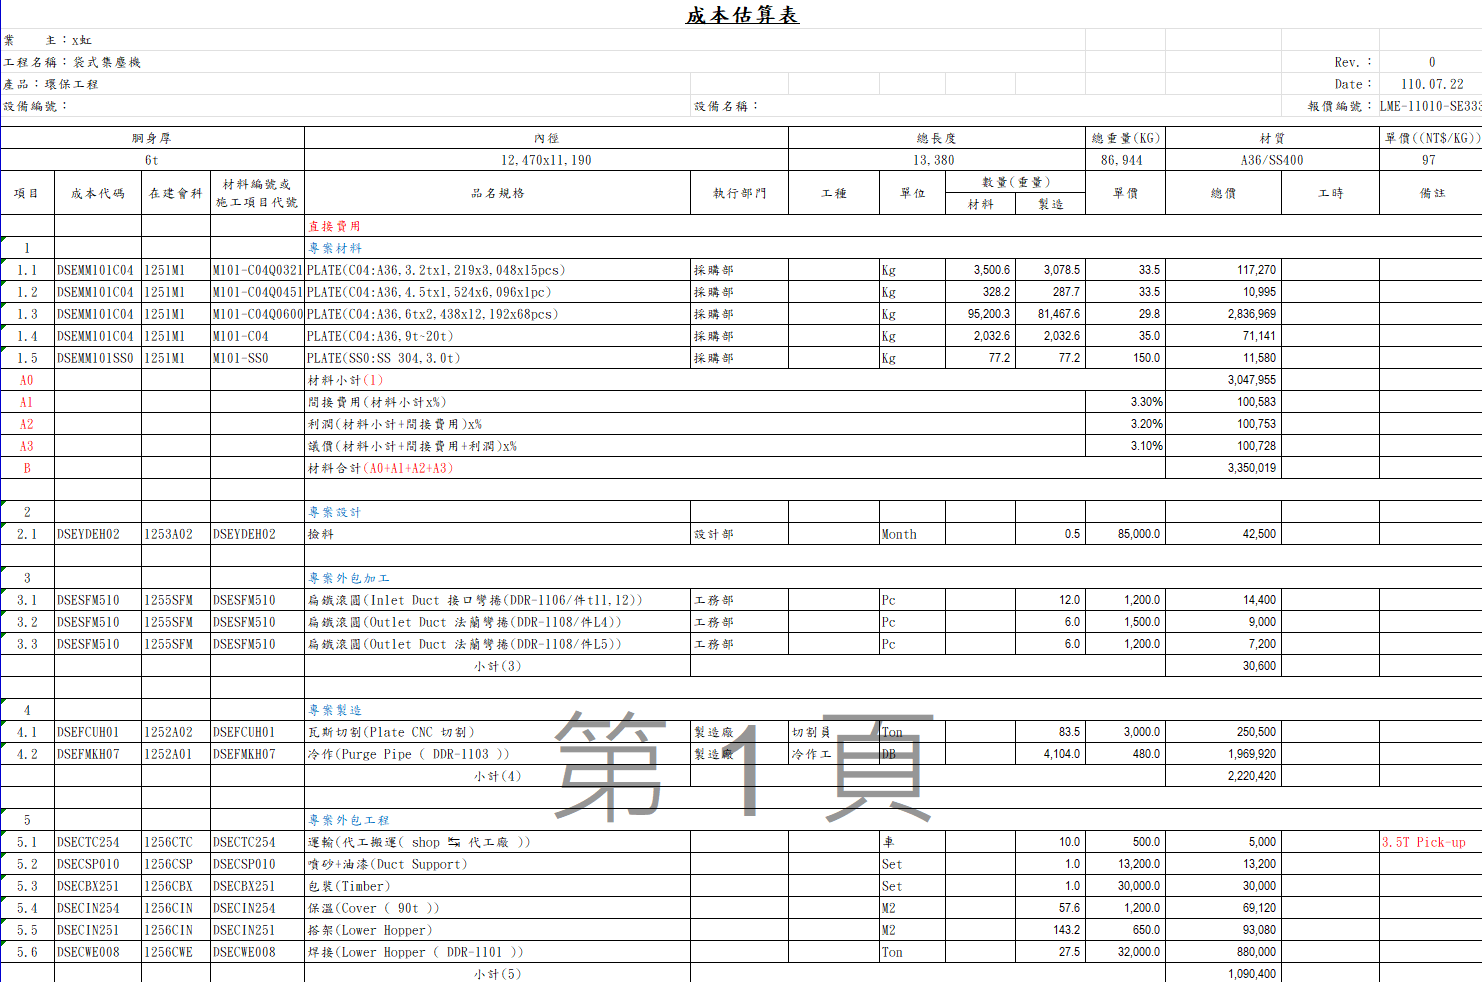 成本估算表
業　　主：x虹
工程名稱：袋式集塵機 Rev.： 0
產品：環保工程 Date： 110.07.22
設備編號： 設備名稱： 報價編號： LME-11010-SE333
胴身厚 內徑 總長度 總重量(KG) 材質 單價((NT$/KG))
6t 12,470x11,190 13,380 86,944 A36/SS400 97
項目 成本代碼 在建會科 材料編號或施工項目代號 品名規格 執行部門 工種 單位 數量(重量) 材料 製造 單價 總價 工時 備註
直接費用
1 專案材料
1.1 DSEMM101C04 1251M1 M101-C04Q0321 PLATE(C04:A36,3.2tx1,219x3,048x15pcs) 採購部 Kg 3,500.6 3,078.5 33.5 117,270
1.2 DSEMM101C04 1251M1 M101-C04Q0451 PLATE(C04:A36,4.5tx1,524x6,096x1pc) 採購部 Kg 328.2 287.7 33.5 10,995
1.3 DSEMM101C04 1251M1 M101-C04Q0600 PLATE(C04:A36,6tx2,438x12,192x68pcs) 採購部 Kg 95,200.3 81,467.6 29.8 2,836,969
1.4 DSEMM101C04 1251M1 M101-C04 PLATE(C04:A36,9t~20t) 採購部 Kg 2,032.6 2,032.6 35.0 71,141
1.5 DSEMM101SS0 1251M1 M101-SS0 PLATE(SS0:SS 304,3.0t) 採購部 Kg 77.2 77.2 150.0 11,580
A0 材料小計(1) 3,047,955
A1 間接費用(材料小計x%) 3.30% 100,583
A2 利潤(材料小計+間接費用)x% 3.20% 100,753
A3 議價(材料小計+間接費用+利潤)x% 3.10% 100,728
B 材料合計(A0+A1+A2+A3) 3,350,019
2 專案設計
2.1 DSEYDEH02 1253A02 DSEYDEH02 撿料 設計部 Month 0.5 85,000.0 42,500
3 專案外包加工
3.1 DSESFM510 1255SFM DSESFM510 扁鐵滾圓(Inlet Duct 接口彎捲(DDR-1106/件t11,12)) 工務部 Pc 12.0 1,200.0 14,400
3.2 DSESFM510 1255SFM DSESFM510 扁鐵滾圓(Outlet Duct 法蘭彎捲(DDR-1108/件L4)) 工務部 Pc 6.0 1,500.0 9,000
3.3 DSESFM510 1255SFM DSESFM510 扁鐵滾圓(Outlet Duct 法蘭彎捲(DDR-1108/件L5)) 工務部 Pc 6.0 1,200.0 7,200
小計(3) 30,600
4 專案製造
4.1 DSEFCUH01 1252A02 DSEFCUH01 瓦斯切割(Plate CNC 切割) 製造廠 切割員 Ton 83.5 3,000.0 250,500
4.2 DSEFMKH07 1252A01 DSEFMKH07 冷作(Purge Pipe ( DDR-1103 )) 製造廠 冷作工 DB 4,104.0 480.0 1,969,920
小計(4) 2,220,420
第 1 頁
5 專案外包工程
5.1 DSECTC254 1256CTC DSECTC254 運輸(代工搬運( shop ↹ 代工廠 )) 車 10.0 500.0 5,000 3.5T Pick-up
5.2 DSECSP010 1256CSP DSECSP010 噴砂+油漆(Duct Support) Set 1.0 13,200.0 13,200
5.3 DSECBX251 1256CBX DSECBX251 包裝(Timber) Set 1.0 30,000.0 30,000
5.4 DSECIN254 1256CIN DSECIN254 保溫(Cover ( 90t )) M2 57.6 1,200.0 69,120
5.5 DSECIN251 1256CIN DSECIN251 搭架(Lower Hopper) M2 143.2 650.0 93,080
5.6 DSECWE008 1256CWE DSECWE008 焊接(Lower Hopper ( DDR-1101 )) Ton 27.5 32,000.0 880,000
小計(5) 1,090,400